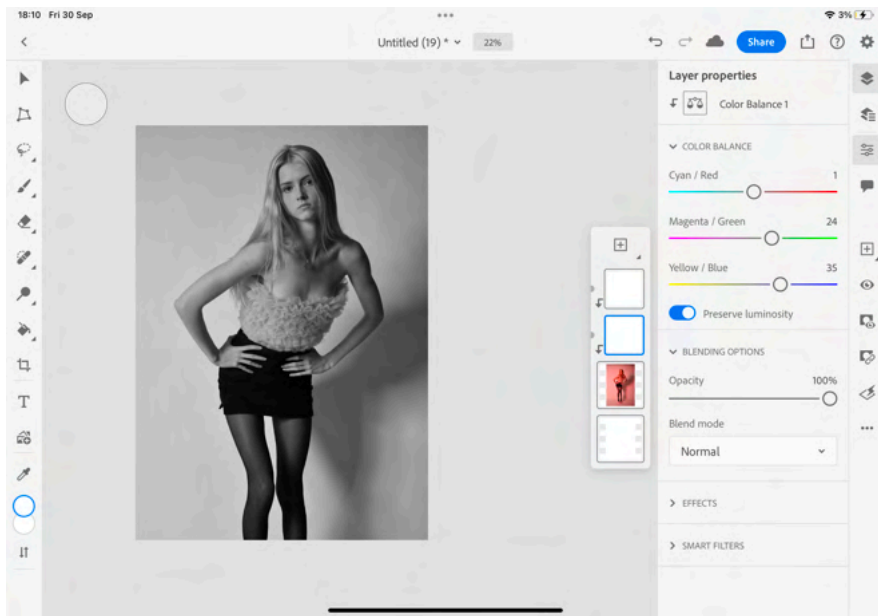 18:10 Fri 30 Sep
3%
Untitled (19) *
22%
Share
Layer properties
Color Balance 1
COLOR BALANCE
Cyan / Red 1
Magenta / Green 24
Yellow / Blue 35
Preserve luminosity
BLENDING OPTIONS
Opacity 100%
Blend mode
Normal
EFFECTS
SMART FILTERS